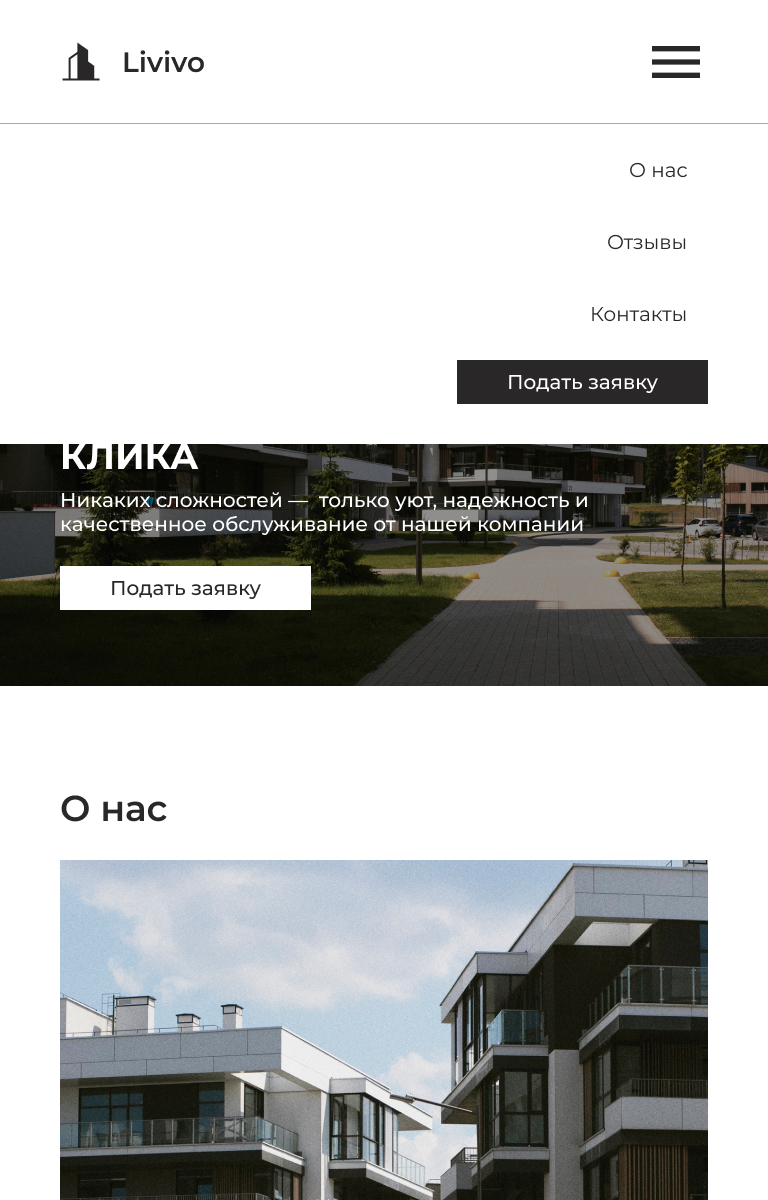 Livivo
О нас
Отзывы
Контакты
Подать заявку
КЛИКА
Никаких сложностей — только уют, надежность и
качественное обслуживание от нашей компании
Подать заявку
О нас